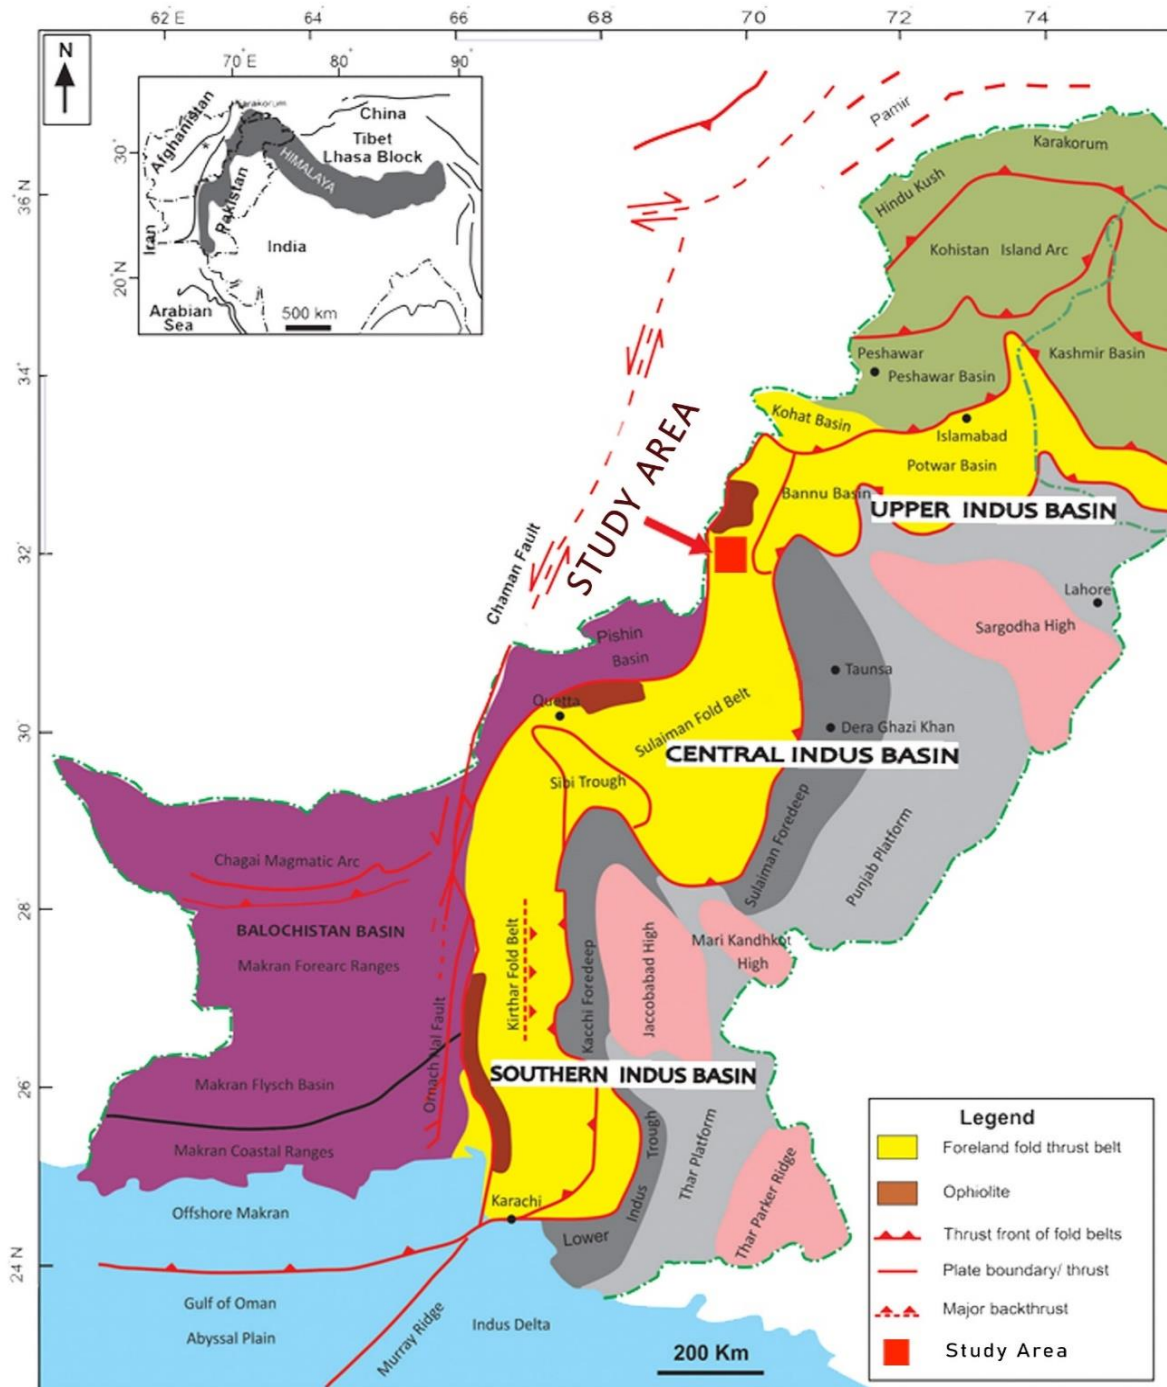 62 E
64
66
68
70
72
74
N
70 E
80
90
30
20 N
Afghanistan
Karakorum
China
Tibet
Lhasa Block
HIMALAYA
Pakistan
Iran
India
Arabian
Sea
500 km
36 N
34
32
30
28
26
24 N
Pamir
Karakorum
Hindu Kush
Kohistan Island Arc
Peshawar
Peshawar Basin
Kashmir Basin
Kohat Basin
Islamabad
Potwar Basin
Bannu Basin
UPPER INDUS BASIN
STUDY AREA
Chaman Fault
Lahore
Sargodha High
Pishin
Basin
Taunsa
Quetta
Sulaiman Fold Belt
Dera Ghazi Khan
CENTRAL INDUS BASIN
Sibi Trough
Sulaiman Foredeep
Punjab Platform
Chagai Magmatic Arc
BALOCHISTAN BASIN
Makran Forearc Ranges
Ornach Nal Fault
Kirthar Fold Belt
Kacchi Foredeep
Jaccobabad High
Mari Kandhkot
High
SOUTHERN INDUS BASIN
Makran Flysch Basin
Makran Coastal Ranges
Offshore Makran
Karachi
Lower
Indus
Trough
Thar Platform
Thar Parker Ridge
Gulf of Oman
Abyssal Plain
Murray Ridge
Indus Delta
200 Km
Legend
Foreland fold thrust belt
Ophiolite
Thrust front of fold belts
Plate boundary/ thrust
Major backthrust
Study Area